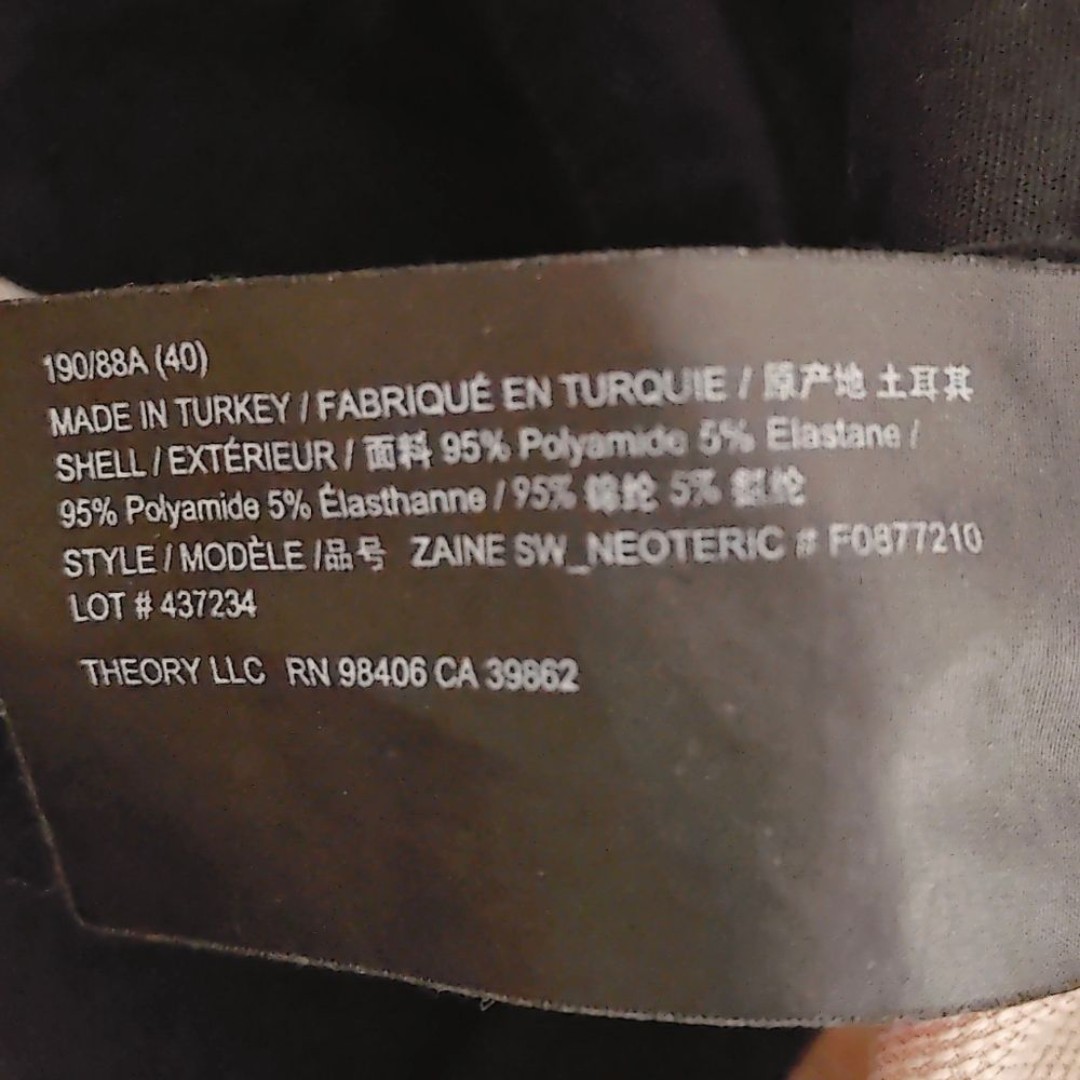 190/88A (40)
MADE IN TURKEY / FABRIQUÉ EN TURQUIE / 原产地 土耳其
SHELL / EXTÉRIEUR / 面料 95% Polyamide 5% Elastane /
95% Polyamide 5% Élasthanne / 95% 锦纶 5% 氨纶
STYLE / MODÈLE /品号 ZAINE SW_NEOTERIC # F0877210
LOT # 437234
THEORY LLC RN 98406 CA 39862